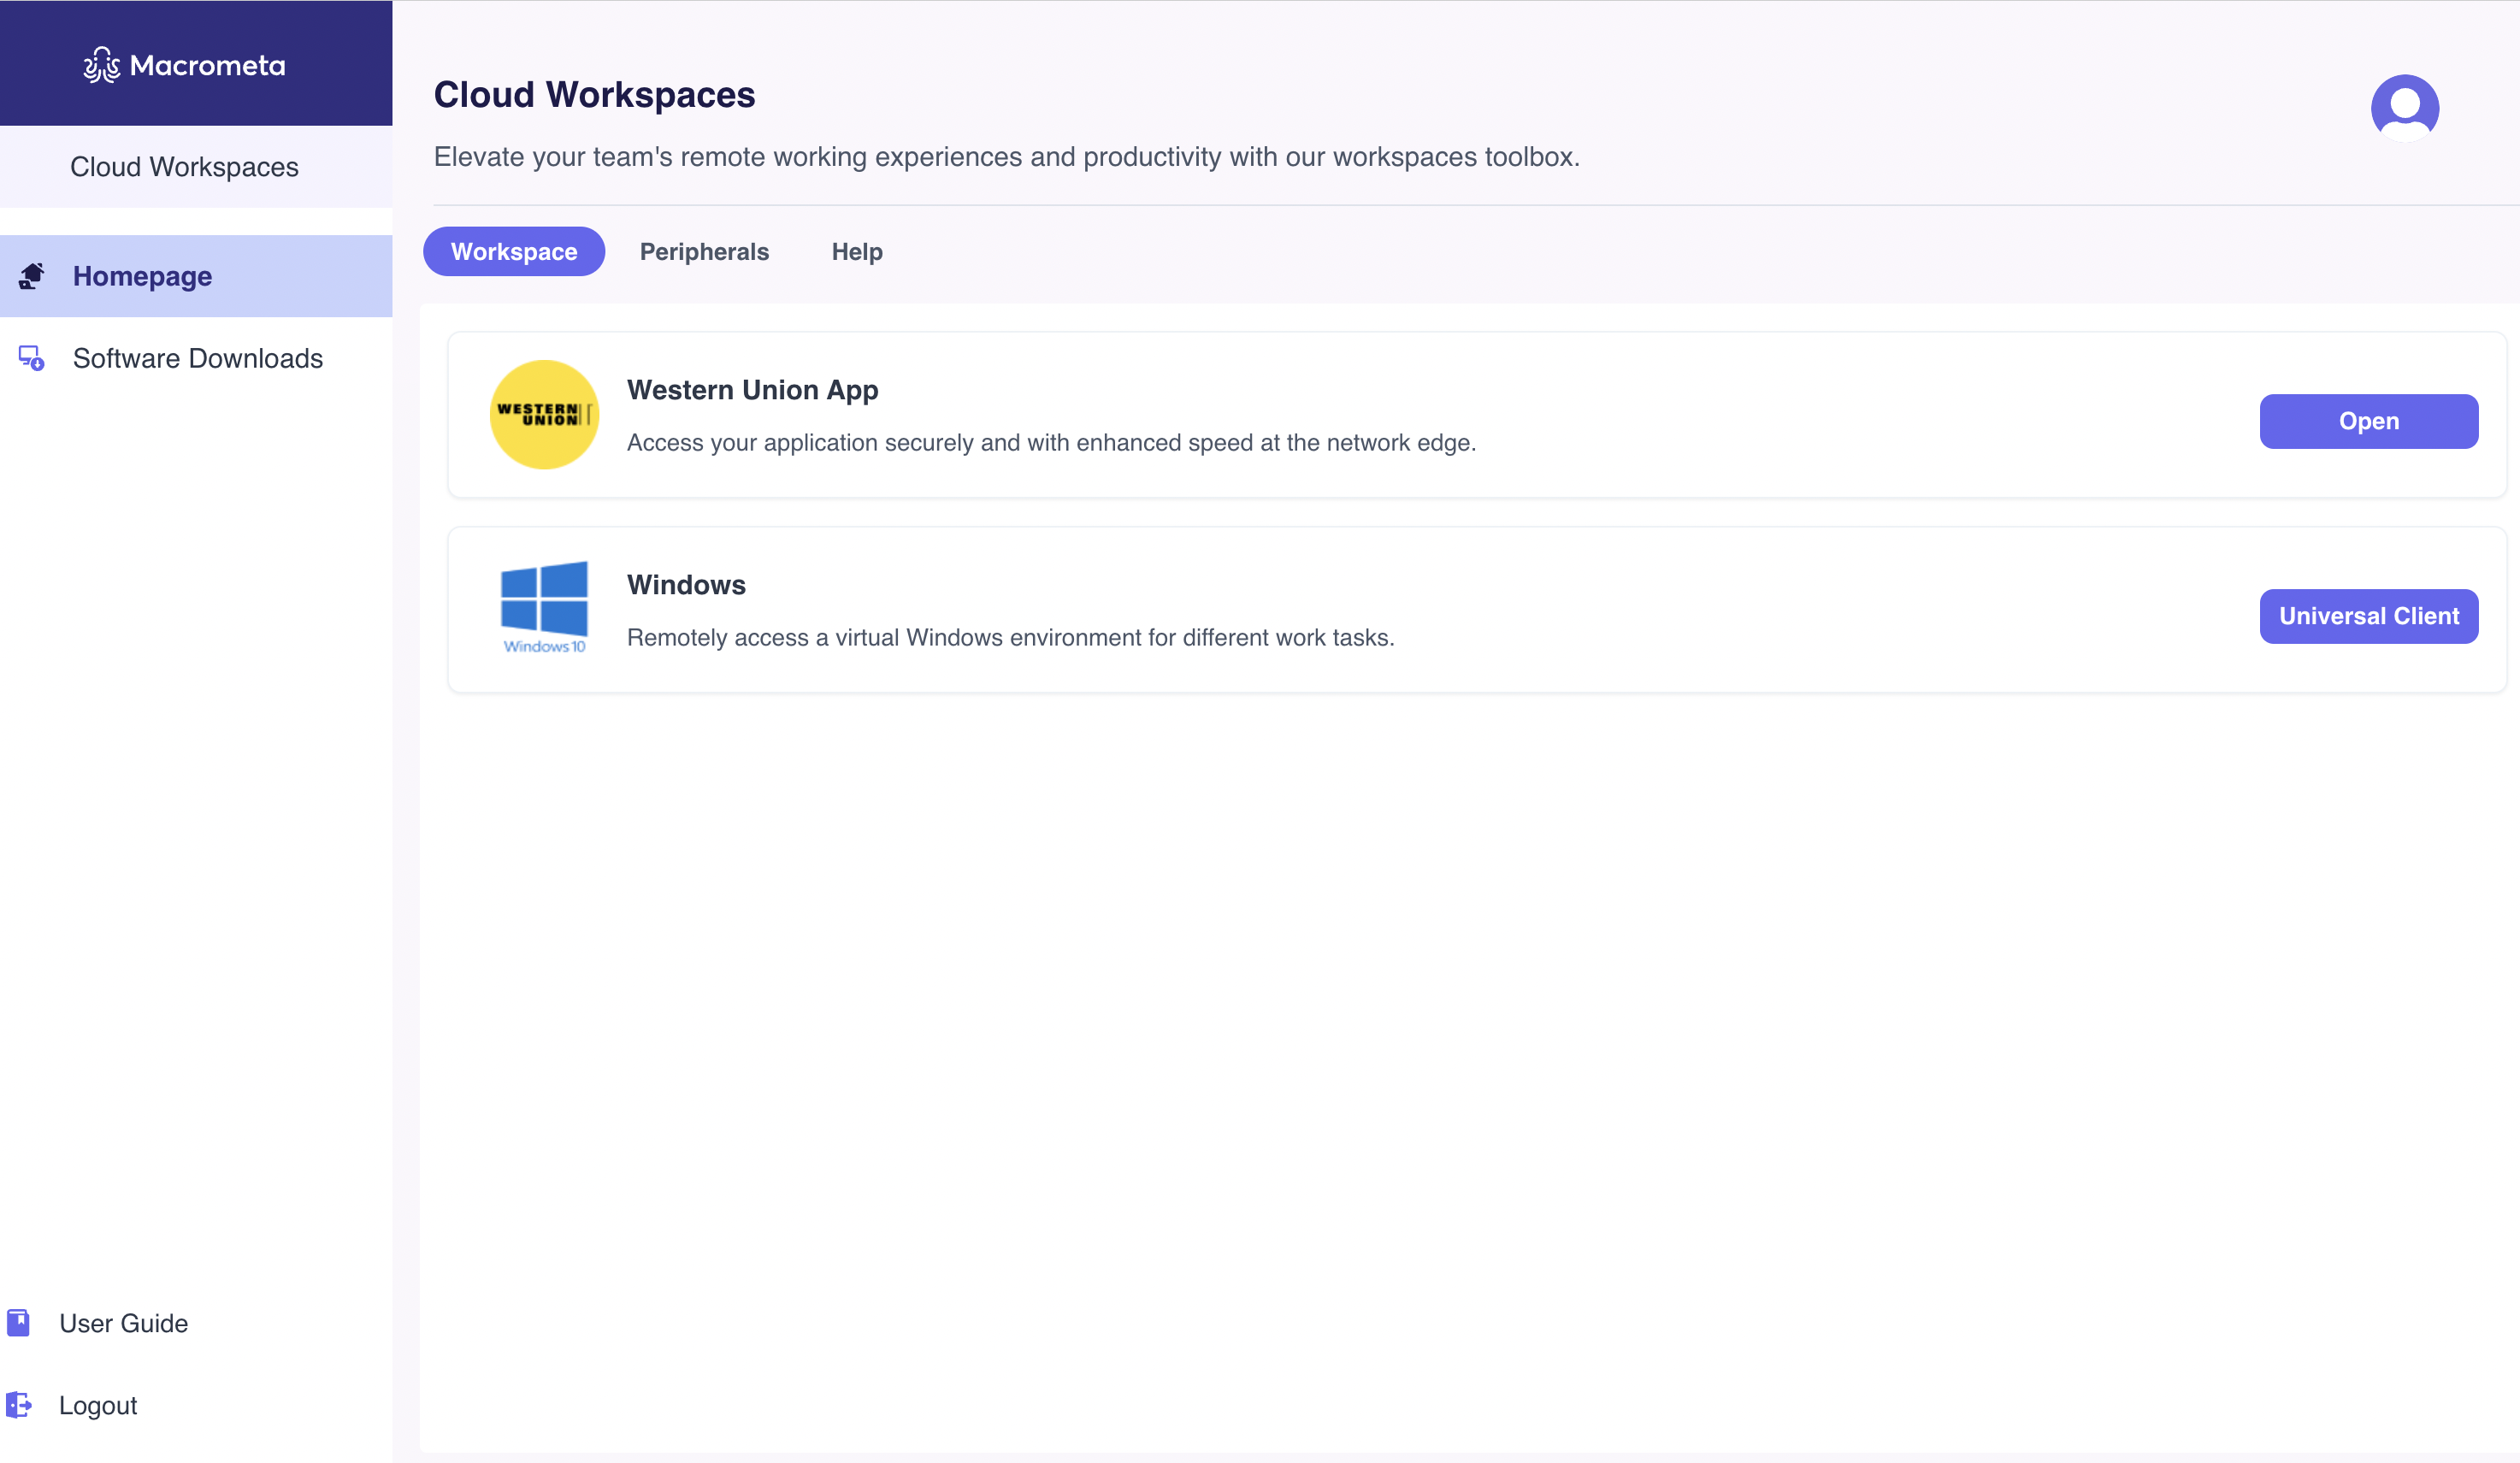 Macrometa
Cloud Workspaces
Homepage
Software Downloads
User Guide
Logout
Cloud Workspaces
Elevate your team's remote working experiences and productivity with our workspaces toolbox.
Workspace Peripherals Help
WESTERN
UNION
Western Union App
Access your application securely and with enhanced speed at the network edge.
Open
Windows 10
Windows
Remotely access a virtual Windows environment for different work tasks.
Universal Client